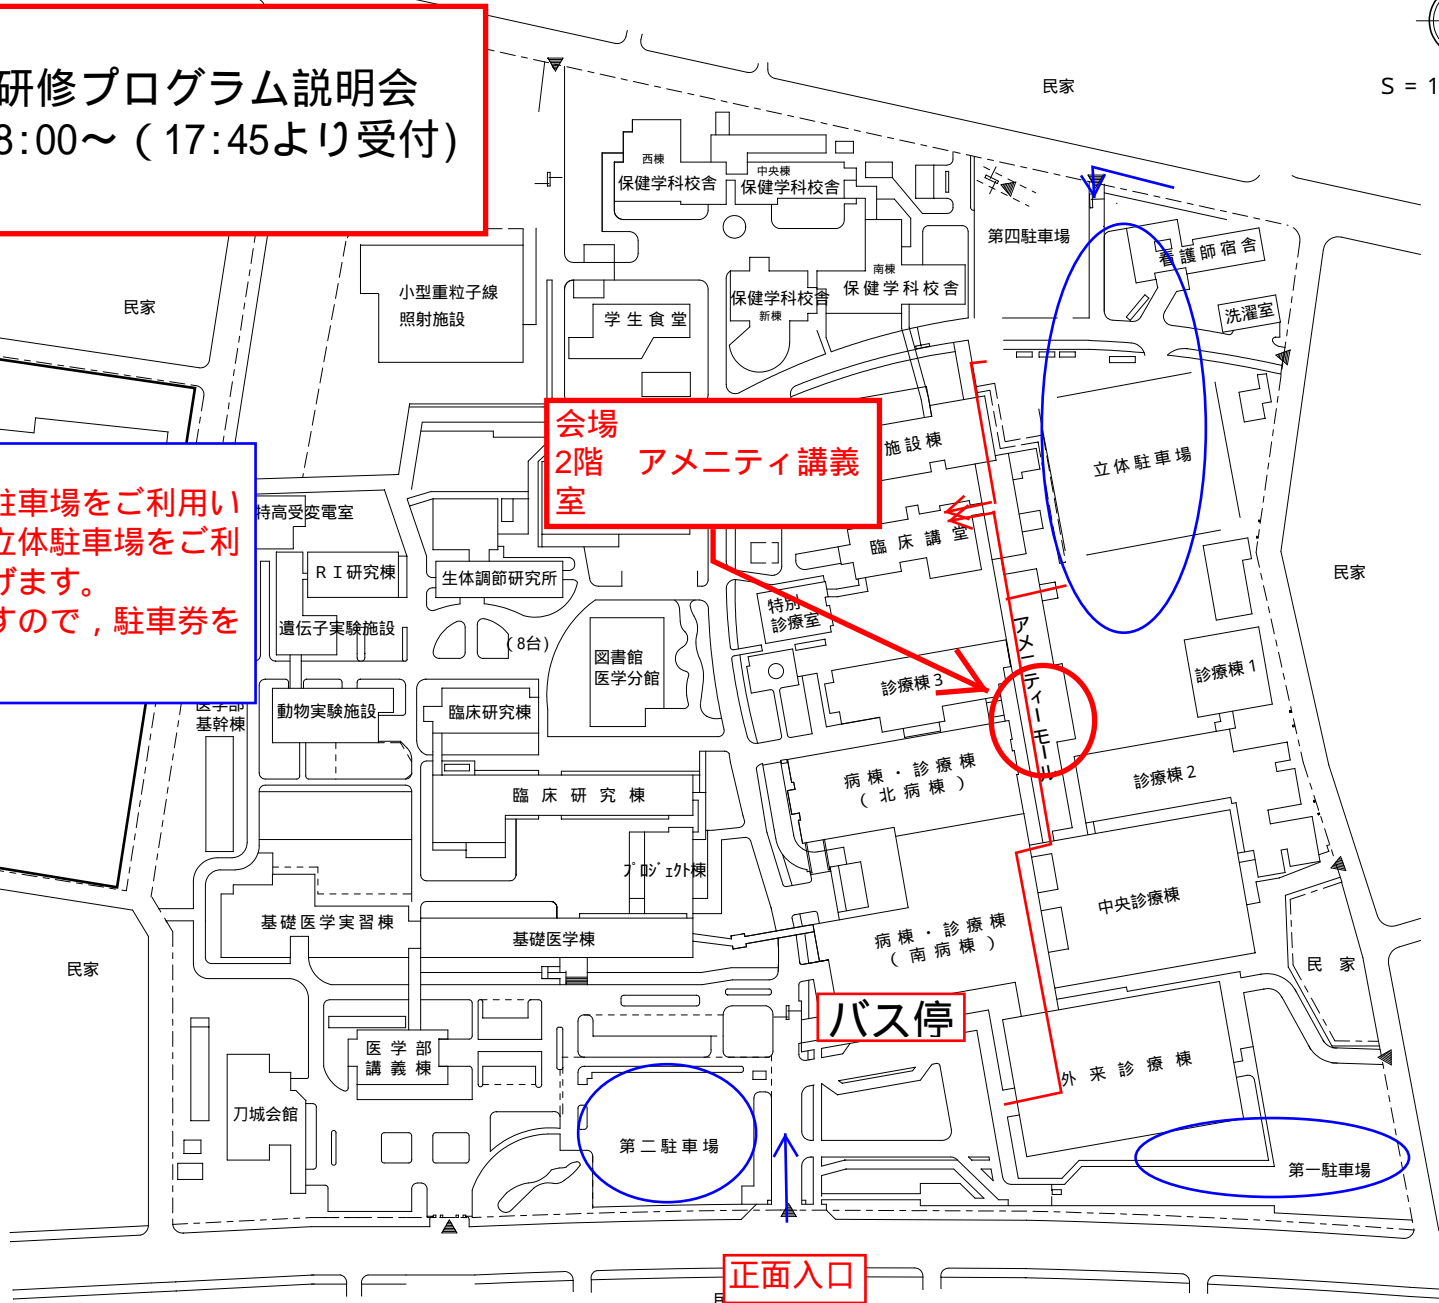 研修プログラム説明会
8:00～（17:45より受付)
S = 1
民家
西棟
保健学科校舎
中央棟
保健学科校舎
第四駐車場
看護師宿舎
南棟
保健学科校舎
保健学科校舎
新棟
洗濯室
小型重粒子線
照射施設
民家
学生食堂
会場
2階　アメニティ講義
室
施設棟
立体駐車場
駐車場をご利用い
立体駐車場をご利
げます。
すので，駐車券を
特高受変電室
臨床講堂
ＲＩ研究棟
生体調節研究所
民家
特別
診療室
遺伝子実験施設
(8台)
図書館
医学分館
アメニティーモール
診療棟1
診療棟3
医学部
基幹棟
動物実験施設
臨床研究棟
病棟・診療棟
（北病棟）
診療棟2
臨床研究棟
プロジェクト棟
中央診療棟
基礎医学実習棟
基礎医学棟
病棟・診療棟
（南病棟）
民家
民家
バス停
医学部
講義棟
外来診療棟
刀城会館
第二駐車場
第一駐車場
正面入口